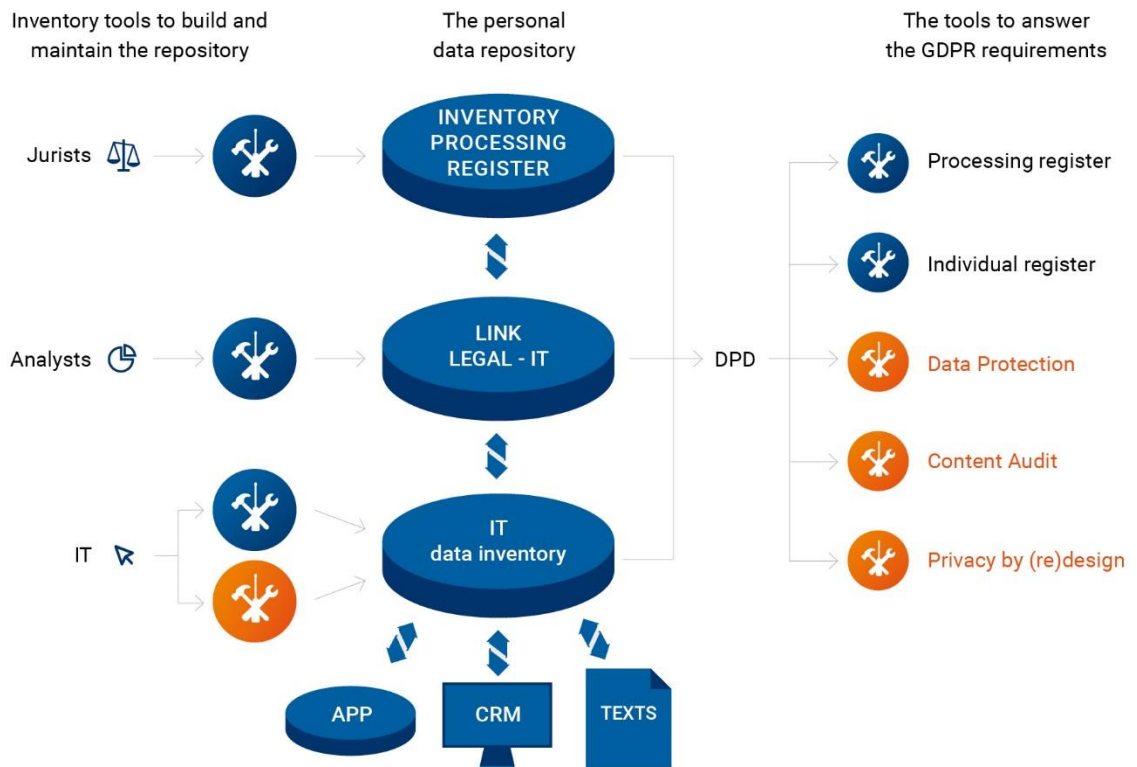 Inventory tools to build and
maintain the repository
The personal
data repository
The tools to answer
the GDPR requirements
Jurists
INVENTORY
PROCESSING
REGISTER
Processing register
Individual register
Analysts
LINK
LEGAL - IT
DPD
Data Protection
Content Audit
IT
IT
data inventory
Privacy by (re)design
APP
CRM
TEXTS